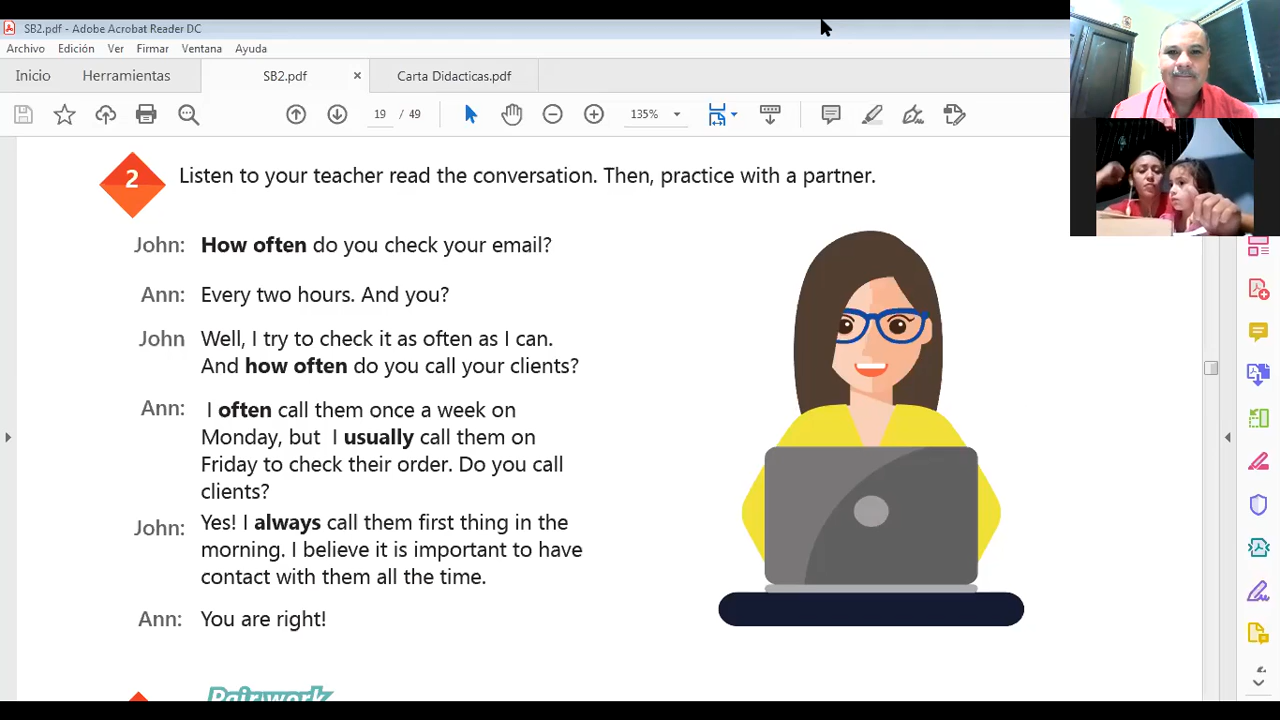 SB2.pdf - Adobe Acrobat Reader DC
Archivo Edición Ver Firmar Ventana Ayuda
Inicio Herramientas SB2.pdf × Carta Didacticas.pdf
19 / 49 135%
2 Listen to your teacher read the conversation. Then, practice with a partner.
John: How often do you check your email?
Ann: Every two hours. And you?
John Well, I try to check it as often as I can.
And how often do you call your clients?
Ann: I often call them once a week on
Monday, but I usually call them on
Friday to check their order. Do you call
clients?
John: Yes! I always call them first thing in the
morning. I believe it is important to have
contact with them all the time.
Ann: You are right!
Pair work